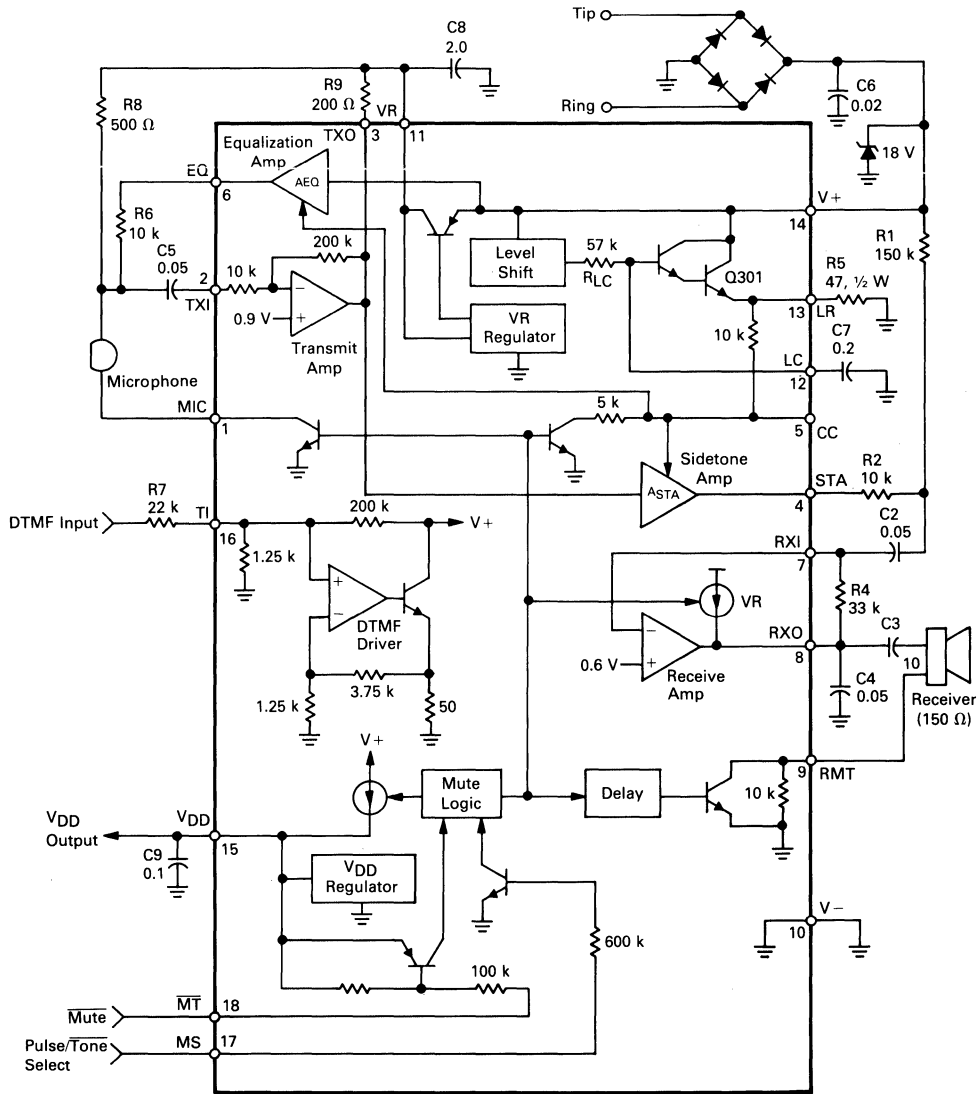 Tip
C8
2.0
R9
200 Ω
VR
C6
0.02
R8
500 Ω
Ring
3
11
TXO
18 V
Equalization
Amp
EQ
6
AEQ
V+
14
R6
10 k
200 k
Level
Shift
57 k
RLC
Q301
R1
150 k
C5
0.05
2
TXI
10 k
−
+
0.9 V
Transmit
Amp
VR
Regulator
R5
47, ½ W
13
LR
10 k
C7
0.2
LC
12
Microphone
MIC
1
5 k
5
CC
Sidetone
Amp
ASTA
STA
4
R2
10 k
R7
22 k
TI
DTMF Input
16
200 k
V+
C2
0.05
1.25 k
RXI
7
+
−
DTMF
Driver
VR
R4
33 k
−
+
0.6 V
Receive
Amp
RXO
8
C3
10
C4
0.05
Receiver
(150 Ω)
1.25 k
3.75 k
50
V+
9
RMT
Mute
Logic
Delay
10 k
VDD
Output
VDD
15
C9
0.1
VDD
Regulator
V−
10
600 k
100 k
Mute
MT
18
Pulse/Tone
Select
MS
17